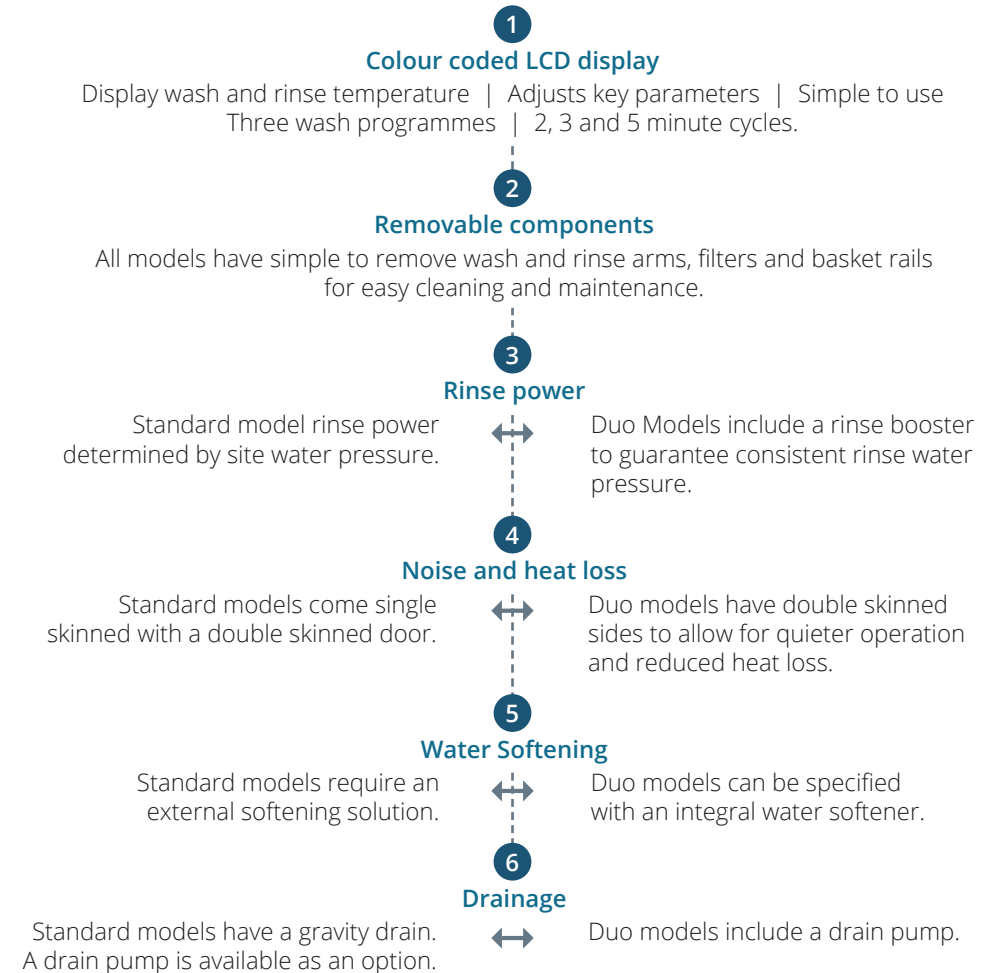 1
Colour coded LCD display
Display wash and rinse temperature | Adjusts key parameters | Simple to use
Three wash programmes | 2, 3 and 5 minute cycles.
2
Removable components
All models have simple to remove wash and rinse arms, filters and basket rails
for easy cleaning and maintenance.
3
Rinse power
Standard model rinse power
determined by site water pressure.
Duo Models include a rinse booster
to guarantee consistent rinse water
pressure.
4
Noise and heat loss
Standard models come single
skinned with a double skinned door.
Duo models have double skinned
sides to allow for quieter operation
and reduced heat loss.
5
Water Softening
Standard models require an
external softening solution.
Duo models can be specified
with an integral water softener.
6
Drainage
Standard models have a gravity drain.
A drain pump is available as an option.
Duo models include a drain pump.